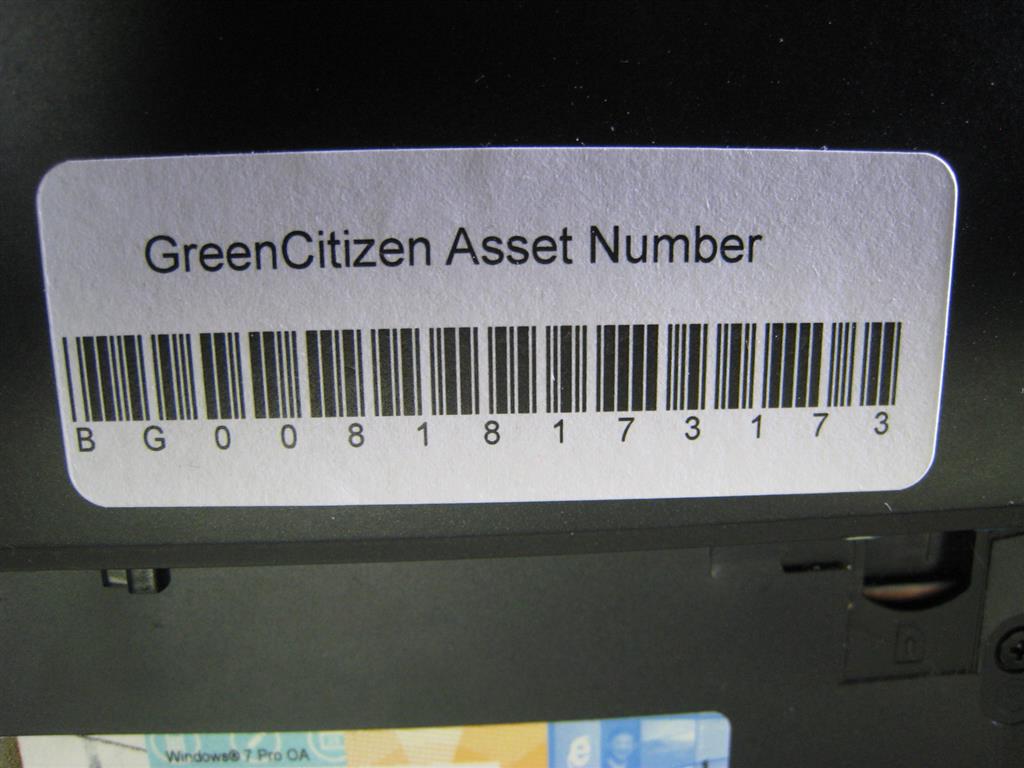 GreenCitizen Asset Number
B G 0 0 8 1 8 1 7 3 1 7 3
Windows® 7 Pro OA